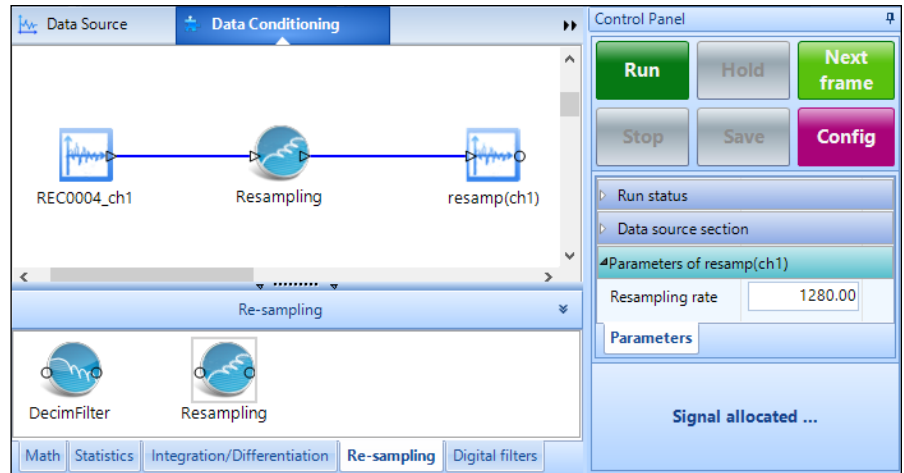 Data Source
Data Conditioning
REC0004_ch1
Resampling
resamp(ch1)
Re-sampling
DecimFilter
Resampling
Math
Statistics
Integration/Differentiation
Re-sampling
Digital filters
Control Panel
Run
Hold
Next
frame
Stop
Save
Config
Run status
Data source section
Parameters of resamp(ch1)
Resampling rate 1280.00
Parameters
Signal allocated ...